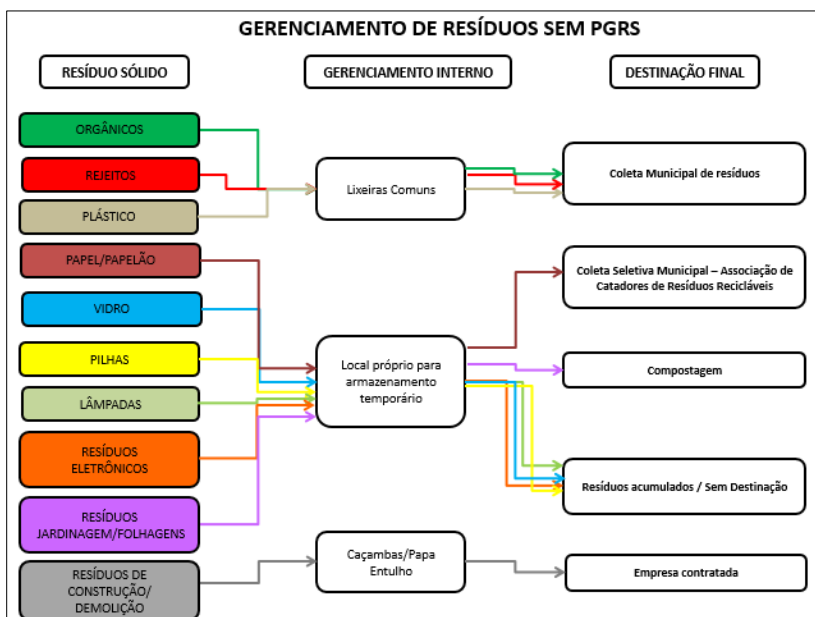 GERENCIAMENTO DE RESÍDUOS SEM PGRS
RESÍDUO SÓLIDO
GERENCIAMENTO INTERNO
DESTINAÇÃO FINAL
ORGÂNICOS
REJEITOS
PLÁSTICO
PAPEL/PAPELÃO
VIDRO
PILHAS
LÂMPADAS
RESÍDUOS
ELETRÔNICOS
RESÍDUOS
JARDINAGEM/FOLHAGENS
RESÍDUOS DE
CONSTRUÇÃO/
DEMOLIÇÃO
Lixeiras Comuns
Local próprio para
armazenamento
temporário
Caçambas/Papa
Entulho
Coleta Municipal de resíduos
Coleta Seletiva Municipal – Associação de
Catadores de Resíduos Recicláveis
Compostagem
Resíduos acumulados / Sem Destinação
Empresa contratada